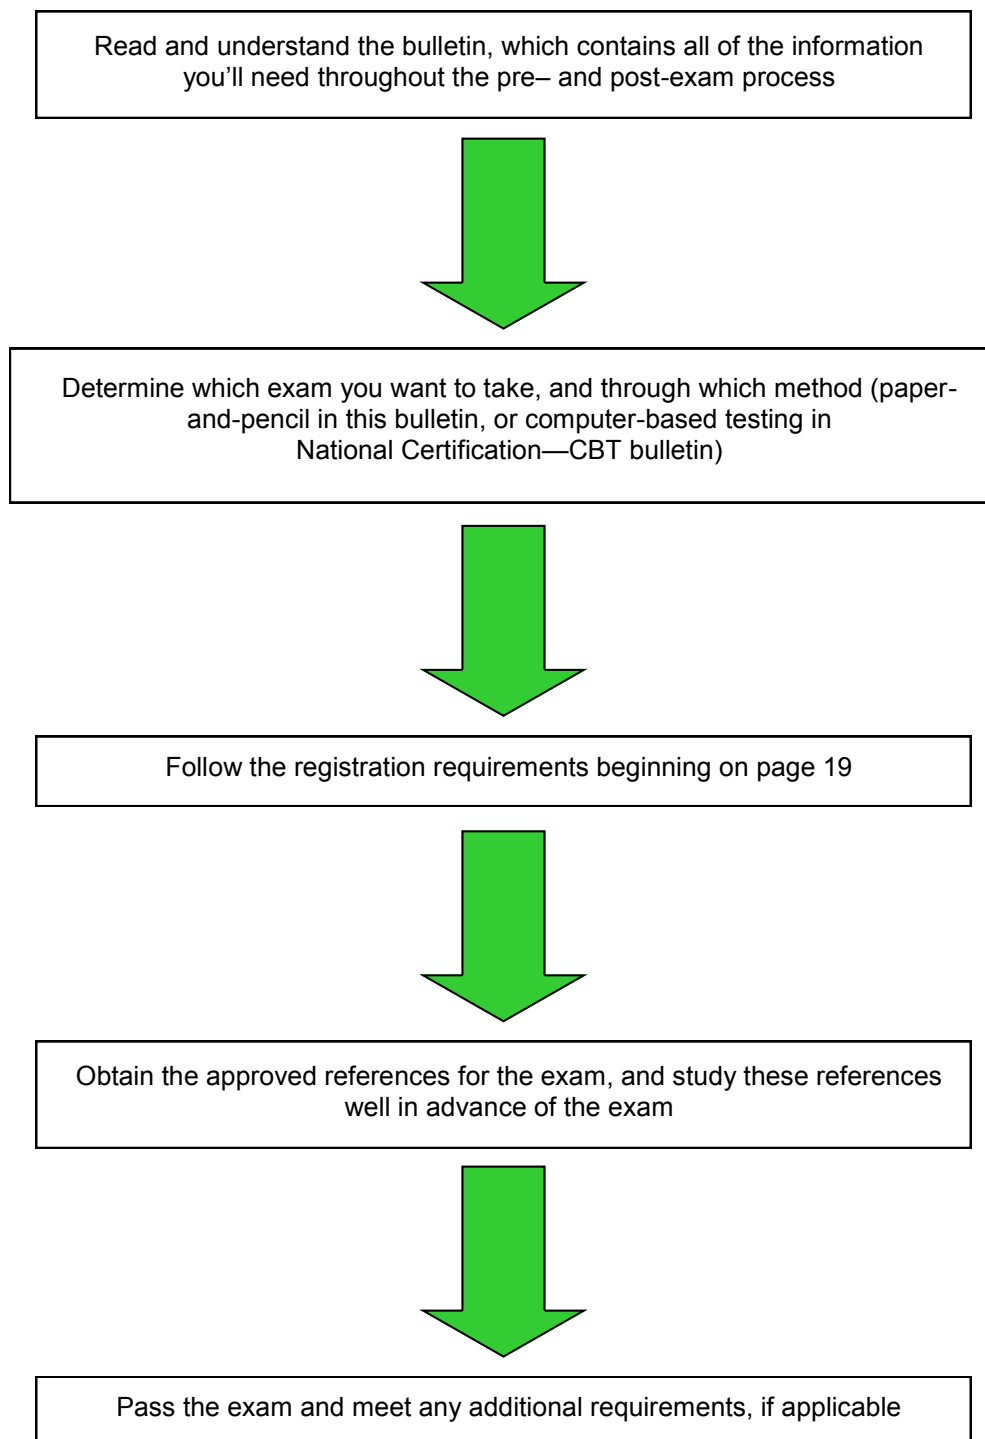 Read and understand the bulletin, which contains all of the information
you'll need throughout the pre– and post-exam process
Determine which exam you want to take, and through which method (paper-
and-pencil in this bulletin, or computer-based testing in
National Certification—CBT bulletin)
Follow the registration requirements beginning on page 19
Obtain the approved references for the exam, and study these references
well in advance of the exam
Pass the exam and meet any additional requirements, if applicable